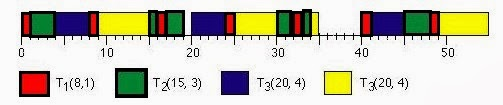 0 10 20 30 40 50
T1(8,1) T2(15, 3) T3(20, 4) T3(20, 4)